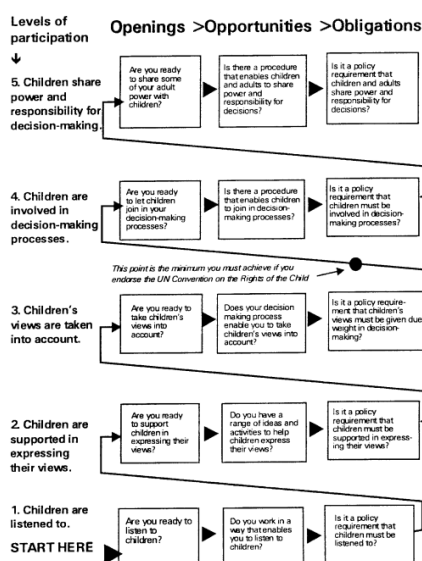 Levels of
participation
Openings >Opportunities >Obligations
5. Children share
power and
responsibility for
decision-making.
Are you ready
to share some
of your adult
power with
children?
Is there a procedure
that enables children
and adults to share
power and
responsibility for
decisions?
Is it a policy
requirement that
children and adults
share power and
responsibility for
decisions?
4. Children are
involved in
decision-making
processes.
Are you ready
to let children
join in your
decision-making
processes?
Is there a procedure
that enables children
to join in decision-
making processes?
Is it a policy
requirement that
children must be
involved in decision-
making processes?
This point is the minimum you must achieve if you
endorse the UN Convention on the Rights of the Child
3. Children's
views are taken
into account.
Are you ready to
take children's
views into
account?
Does your decision
making process
enable you to take
children's views into
account?
Is it a policy require-
ment that children's
views must be given due
weight in decision-
making?
2. Children are
supported in
expressing
their views.
Are you ready
to support
children in
expressing their
views?
Do you have a
range of ideas and
activities to help
children express
their views?
Is it a policy
requirement that
children must be
supported in express-
ing their views?
1. Children are
listened to.
START HERE
Are you ready to
listen to
children?
Do you work in a
way that enables
you to listen to
children?
Is it a policy
requirement that
children must be
listened to?